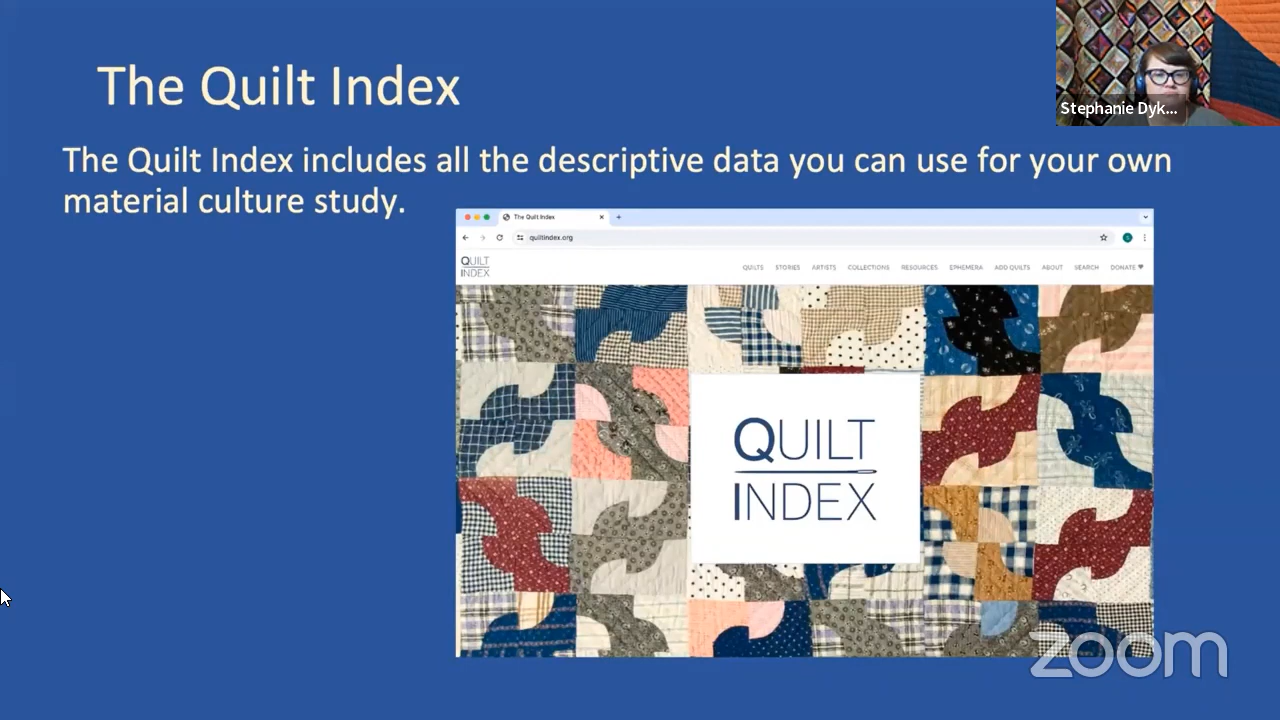 The Quilt Index
Stephanie Dyk...
The Quilt Index includes all the descriptive data you can use for your own
material culture study.
The Quilt Index
quiltindex.org
QUILT
INDEX
QUILTS STORIES ARTISTS COLLECTIONS RESOURCES EPHEMERA ADD QUILTS ABOUT SEARCH DONATE
QUILT
INDEX
zoom